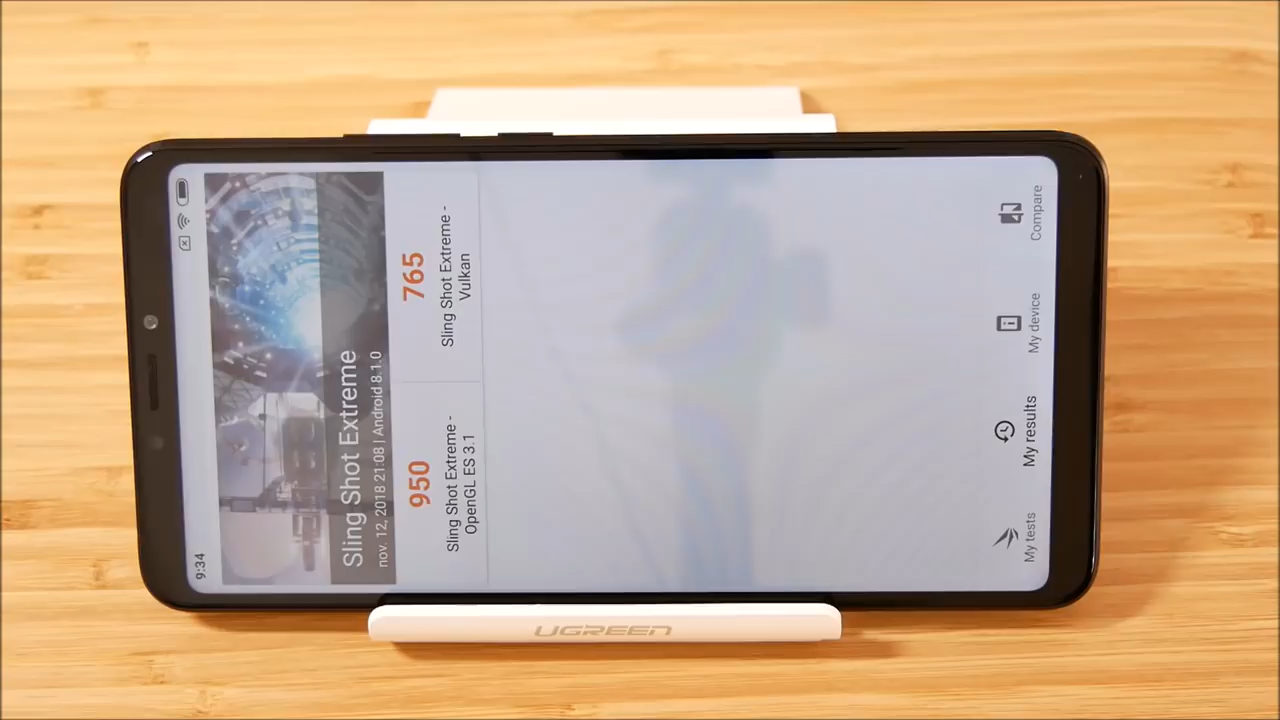 9:34
Sling Shot Extreme
nov. 12, 2018 21:08 | Android 8.1.0
950
Sling Shot Extreme -
OpenGL ES 3.1
765
Sling Shot Extreme -
Vulkan
My tests
My results
My device
Compare
UGREEN